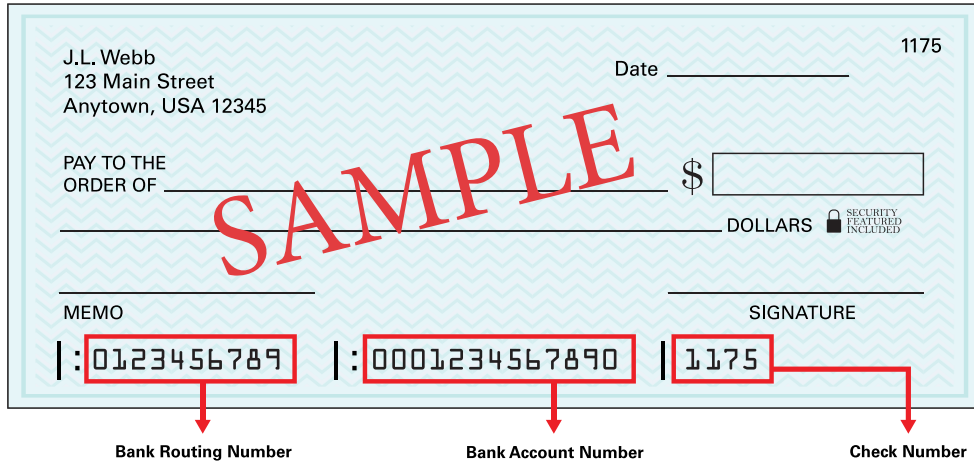 1175
J.L. Webb
Date
123 Main Street
Anytown, USA 12345
SAMPLE
PAY TO THE
ORDER OF
$
DOLLARS
SECURITY
FEATURED
INCLUDED
MEMO
SIGNATURE
|: 0123456789 |: 0001234567890 | 1175
Bank Routing Number
Bank Account Number
Check Number